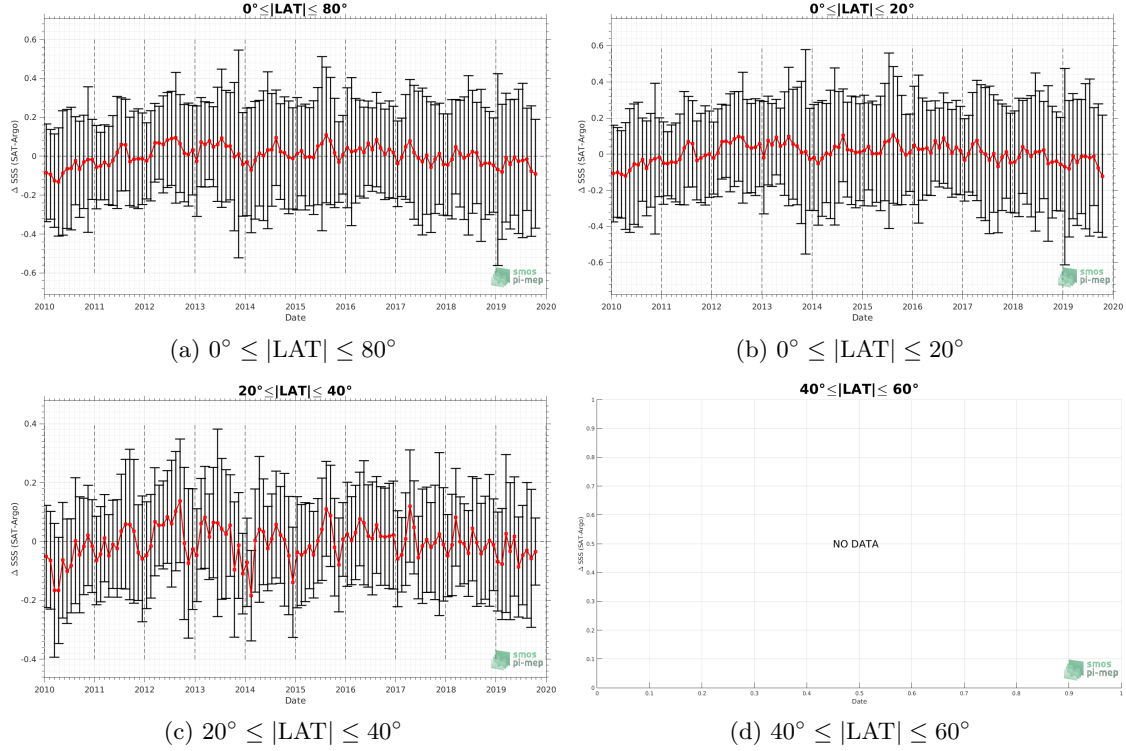 0°≤|LAT|≤ 80°
0.6
0.4
0.2
0
-0.2
-0.4
-0.6
Δ SSS (SAT-Argo)
2010 2011 2012 2013 2014 2015 2016 2017 2018 2019 2020
Date
smos
pi-mep
(a) 0° ≤ |LAT| ≤ 80°
0°≤|LAT|≤ 20°
0.6
0.4
0.2
0
-0.2
-0.4
-0.6
Δ SSS (SAT-Argo)
2010 2011 2012 2013 2014 2015 2016 2017 2018 2019 2020
Date
smos
pi-mep
(b) 0° ≤ |LAT| ≤ 20°
20°≤|LAT|≤ 40°
0.4
0.2
0
-0.2
-0.4
Δ SSS (SAT-Argo)
2010 2011 2012 2013 2014 2015 2016 2017 2018 2019 2020
Date
smos
pi-mep
(c) 20° ≤ |LAT| ≤ 40°
40°≤|LAT|≤ 60°
1
0.9
0.8
0.7
0.6
0.5
0.4
0.3
0.2
0.1
0
Δ SSS (SAT-Argo)
NO DATA
0 0.1 0.2 0.3 0.4 0.5 0.6 0.7 0.8 0.9 1
Date
smos
pi-mep
(d) 40° ≤ |LAT| ≤ 60°